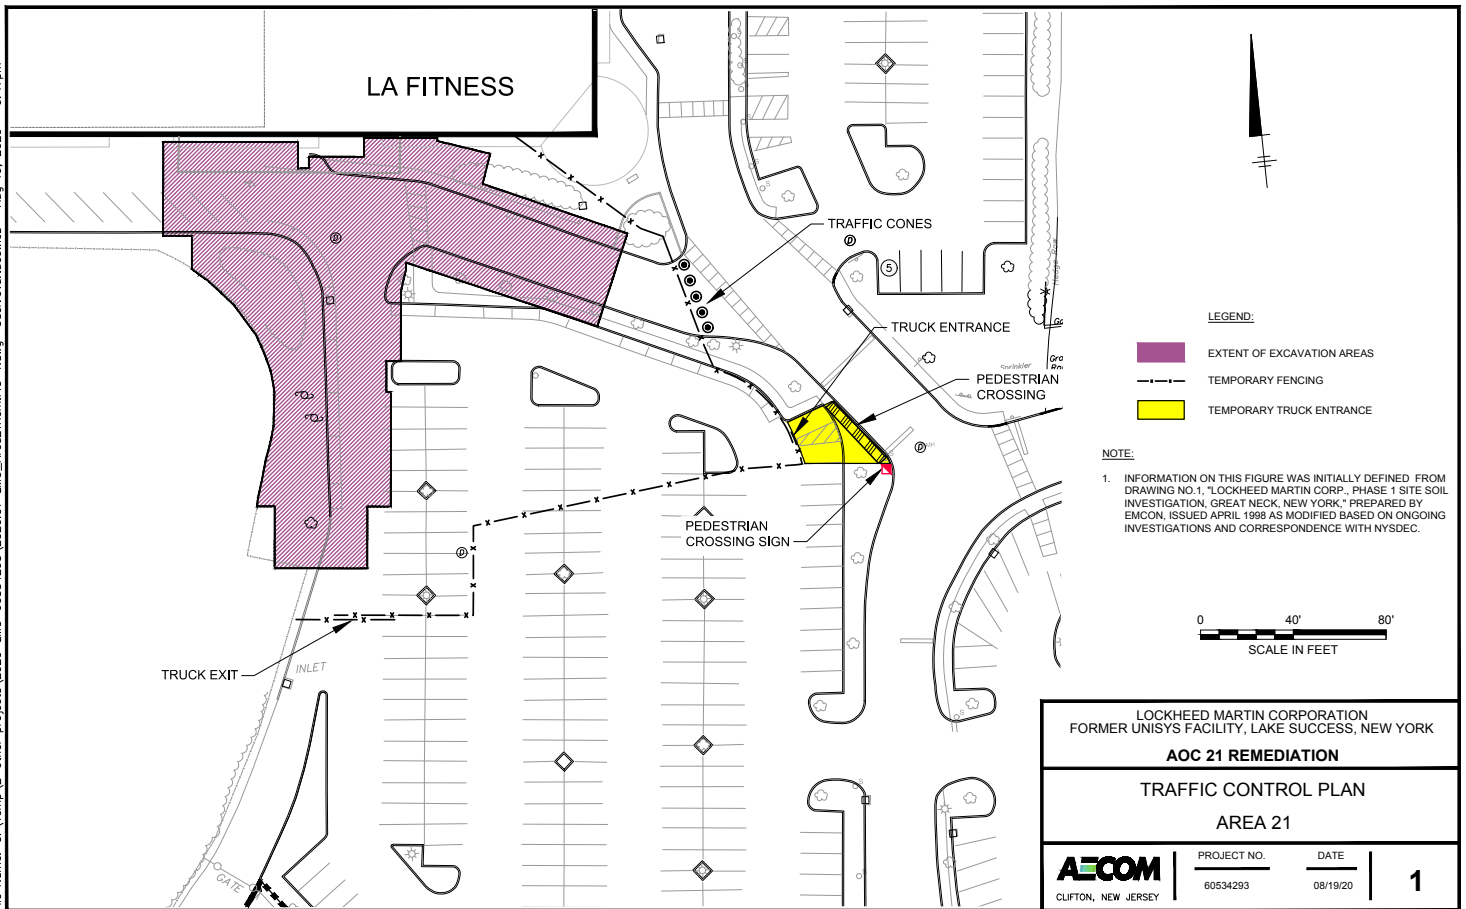 LA FITNESS
TRAFFIC CONES
5
TRUCK ENTRANCE
PEDESTRIAN
CROSSING
PEDESTRIAN
CROSSING SIGN
TRUCK EXIT
INLET
GATE
Sprinkler
Hedge Row
D
D
D
D
S
S
S
S
S
LEGEND:
EXTENT OF EXCAVATION AREAS
TEMPORARY FENCING
TEMPORARY TRUCK ENTRANCE
NOTE:
1. INFORMATION ON THIS FIGURE WAS INITIALLY DEFINED FROM
DRAWING NO.1, "LOCKHEED MARTIN CORP., PHASE 1 SITE SOIL
INVESTIGATION, GREAT NECK, NEW YORK," PREPARED BY
EMCON, ISSUED APRIL 1998 AS MODIFIED BASED ON ONGOING
INVESTIGATIONS AND CORRESPONDENCE WITH NYSDEC.
0 40' 80'
SCALE IN FEET
LOCKHEED MARTIN CORPORATION
FORMER UNISYS FACILITY, LAKE SUCCESS, NEW YORK
AOC 21 REMEDIATION
TRAFFIC CONTROL PLAN
AREA 21
AECOM
CLIFTON, NEW JERSEY
PROJECT NO.
60534293
DATE
08/19/20
1